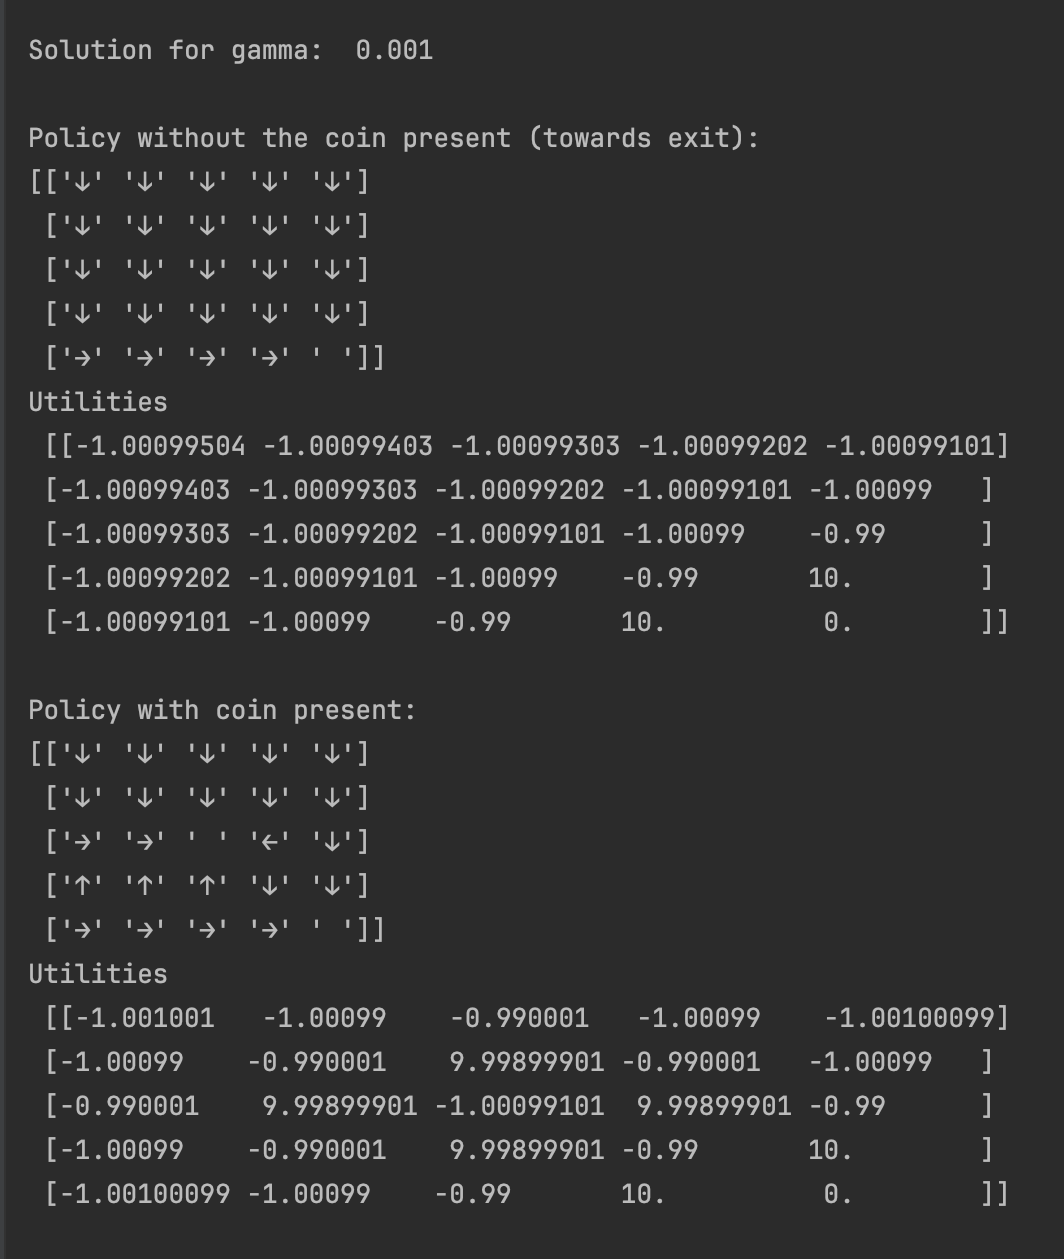 Solution for gamma:  0.001
Policy without the coin present (towards exit):
[['↓' '↓' '↓' '↓' '↓']
 ['↓' '↓' '↓' '↓' '↓']
 ['↓' '↓' '↓' '↓' '↓']
 ['↓' '↓' '↓' '↓' '↓']
 ['→' '→' '→' '→' ' ']]
Utilities
 [[-1.00099504 -1.00099403 -1.00099303 -1.00099202 -1.00099101]
 [-1.00099403 -1.00099303 -1.00099202 -1.00099101 -1.00099   ]
 [-1.00099303 -1.00099202 -1.00099101 -1.00099    -0.99      ]
 [-1.00099202 -1.00099101 -1.00099    -0.99       10.        ]
 [-1.00099101 -1.00099    -0.99       10.          0.        ]]
Policy with coin present:
[['↓' '↓' '↓' '↓' '↓']
 ['↓' '↓' '↓' '↓' '↓']
 ['→' '→' ' ' '←' '↓']
 ['↑' '↑' '↑' '↓' '↓']
 ['→' '→' '→' '→' ' ']]
Utilities
 [[-1.001001   -1.00099    -0.990001   -1.00099    -1.00100099]
 [-1.00099    -0.990001    9.99899901 -0.990001   -1.00099   ]
 [-0.990001    9.99899901 -1.00099101  9.99899901 -0.99      ]
 [-1.00099    -0.990001    9.99899901 -0.99       10.        ]
 [-1.00100099 -1.00099    -0.99       10.          0.        ]]